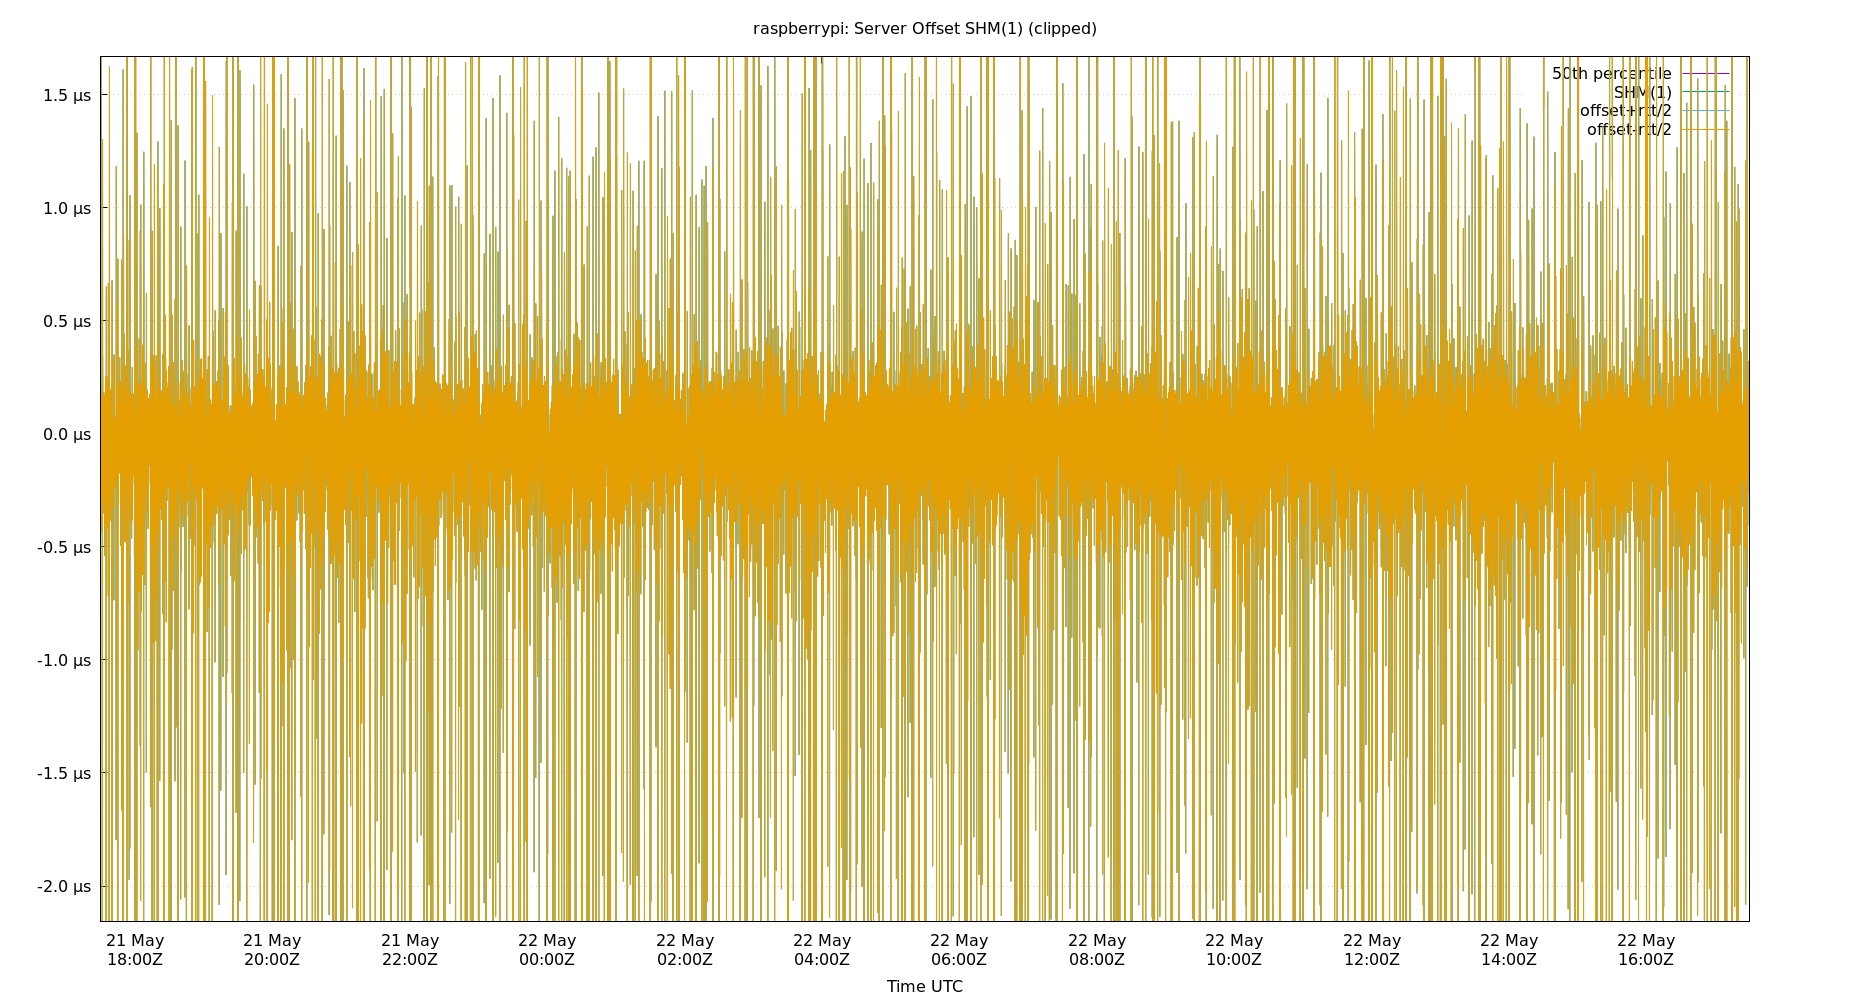 raspberrypi: Server Offset SHM(1) (clipped)
50th percentile
SHM(1)
offset+rtt/2
offset-rtt/2
1.5 µs
1.0 µs
0.5 µs
0.0 µs
-0.5 µs
-1.0 µs
-1.5 µs
-2.0 µs
21 May 21 May 21 May 22 May 22 May 22 May 22 May 22 May 22 May 22 May 22 May 22 May
18:00Z 20:00Z 22:00Z 00:00Z 02:00Z 04:00Z 06:00Z 08:00Z 10:00Z 12:00Z 14:00Z 16:00Z
Time UTC